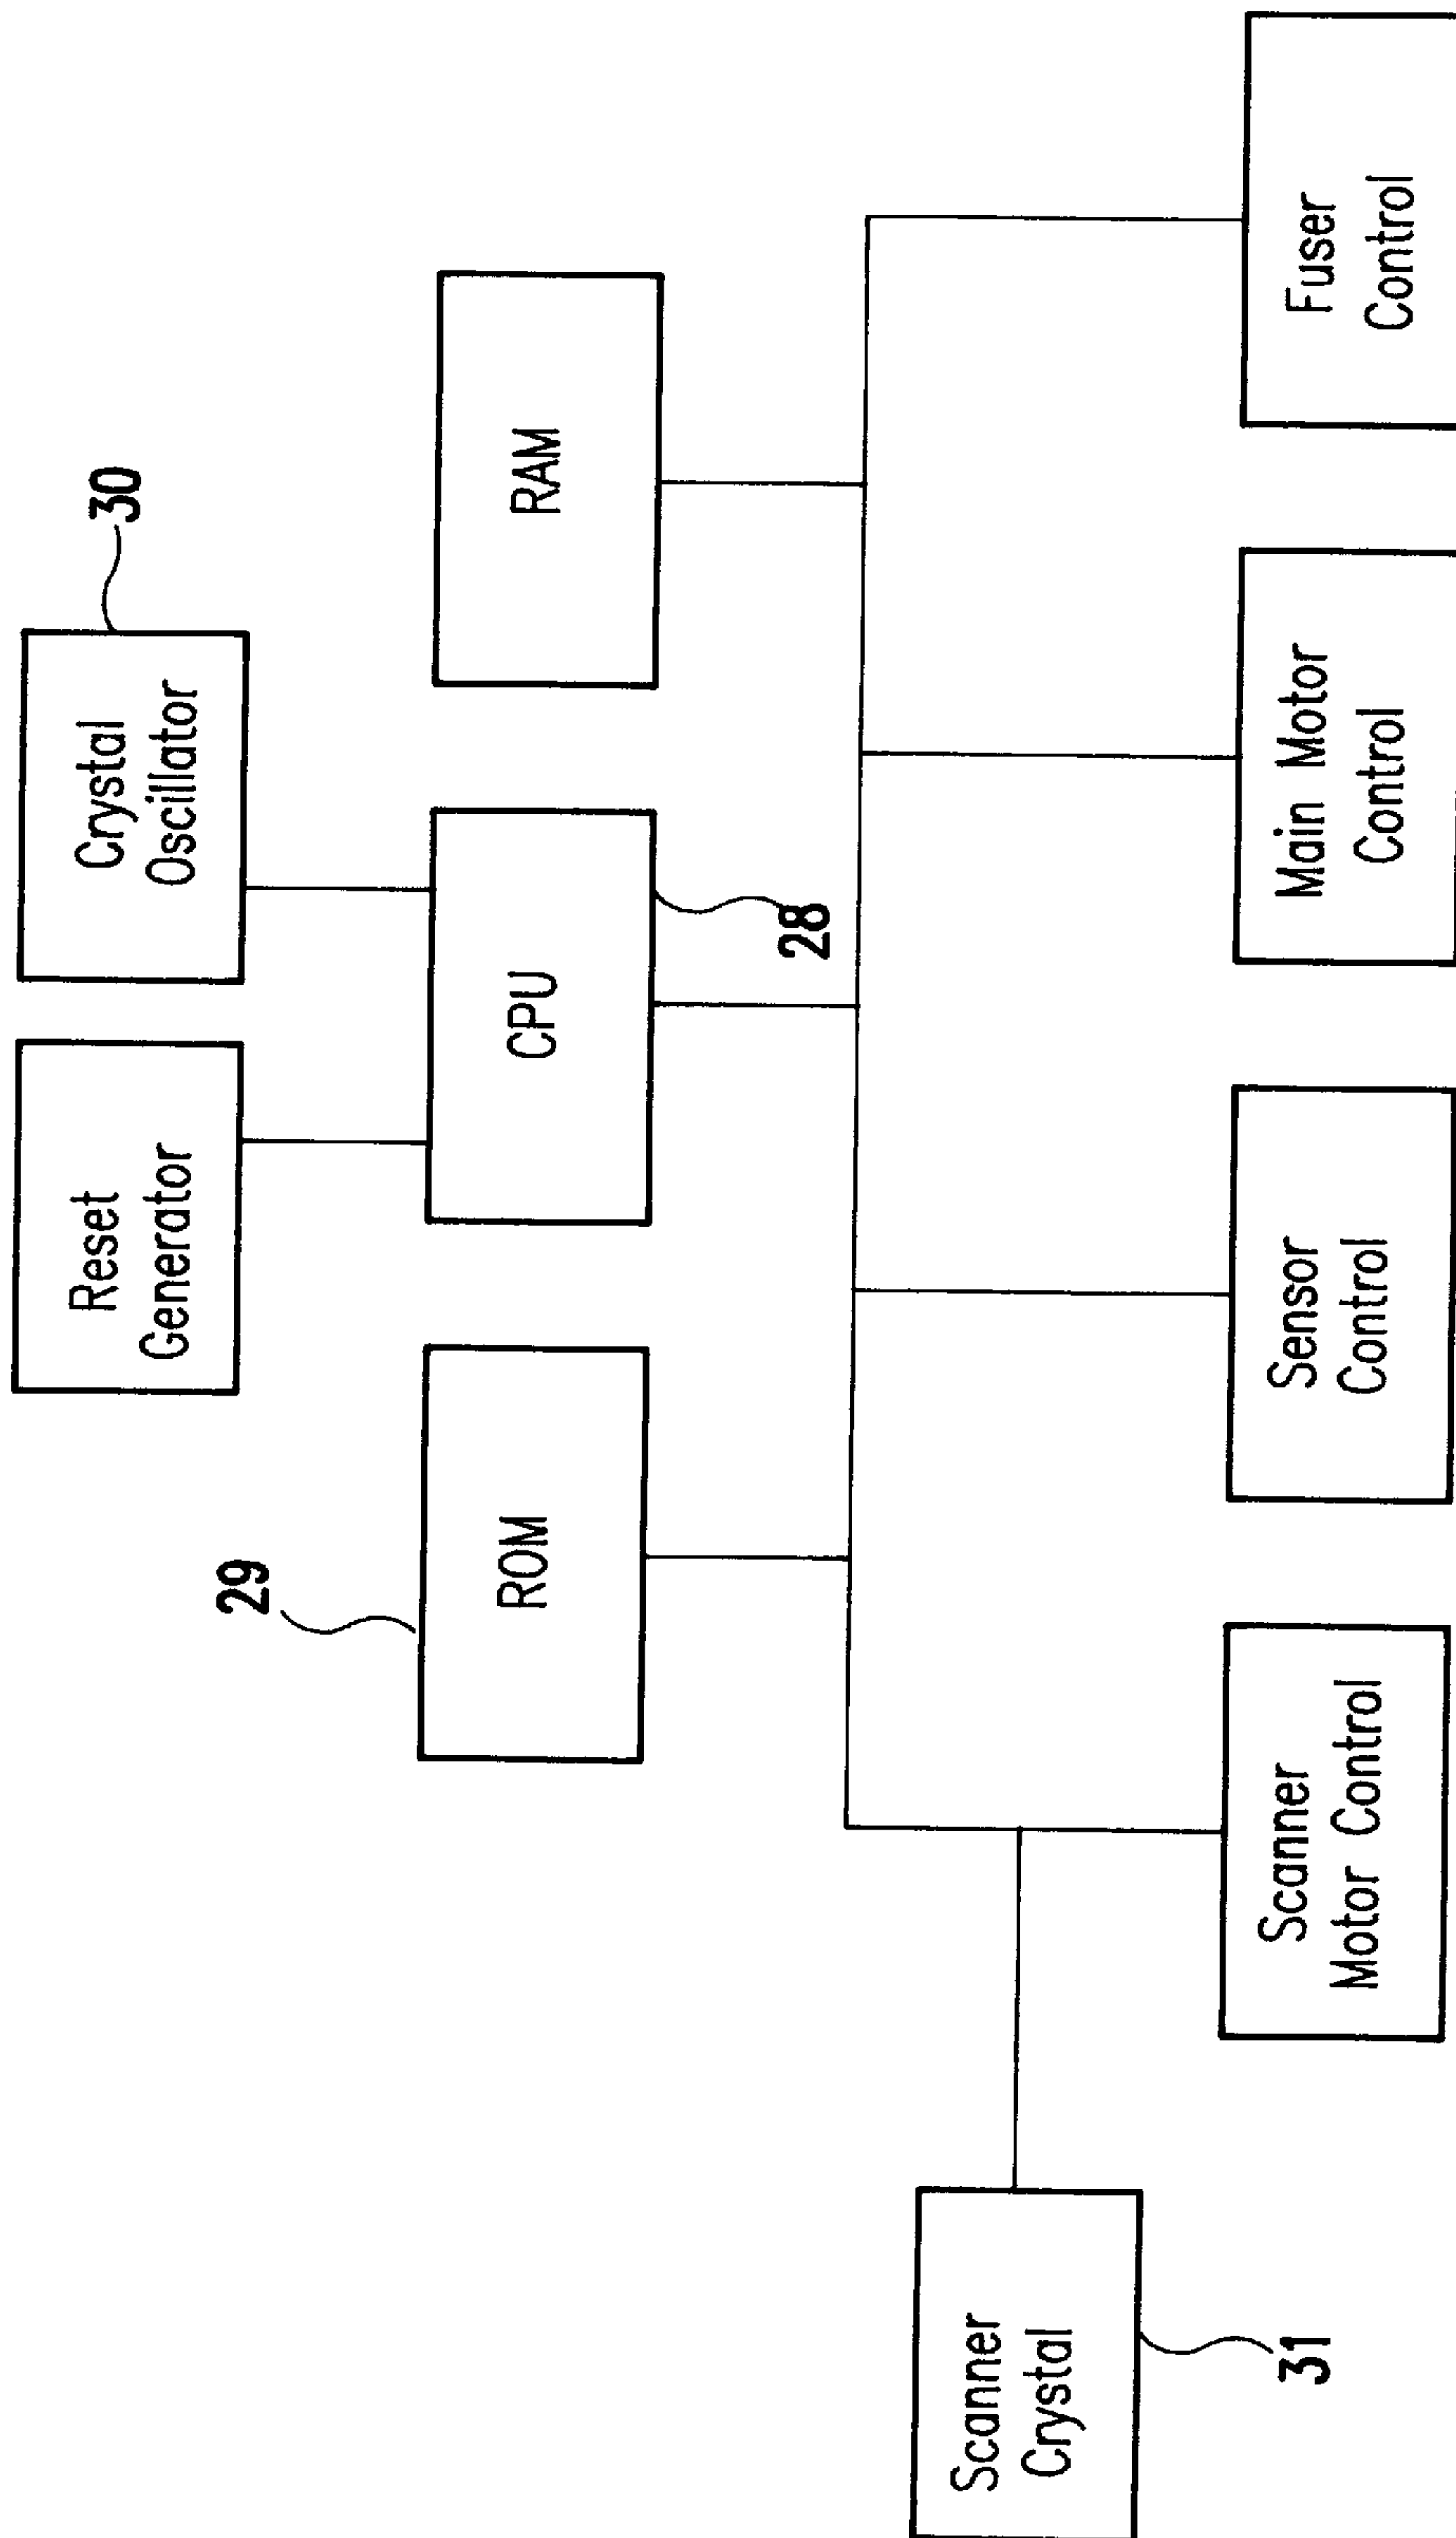 30
Reset
Generator
Crystal
Oscillator
29
ROM
CPU
RAM
28
Scanner
Crystal
31
Scanner
Motor Control
Sensor
Control
Main Motor
Control
Fuser
Control